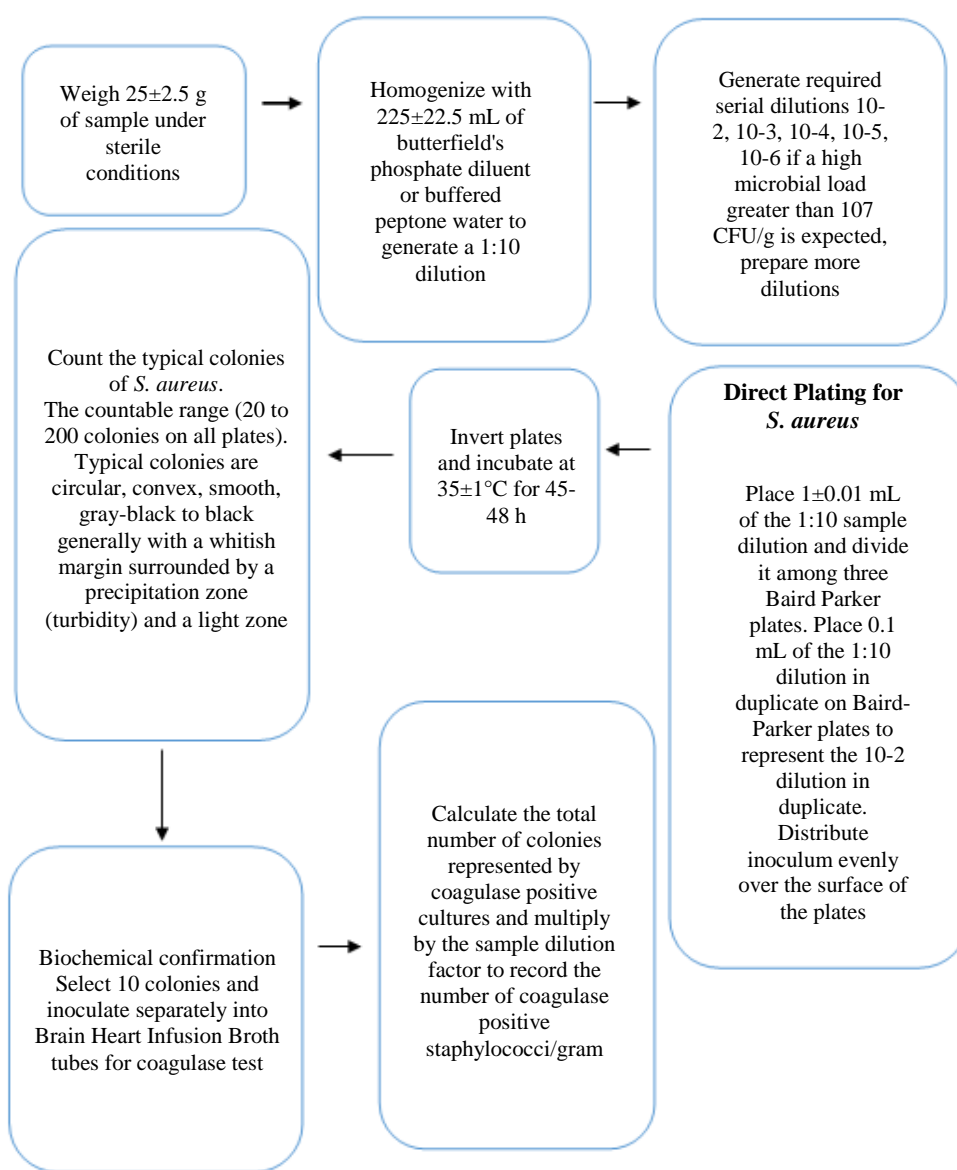 Weigh 25±2.5 g
of sample under
sterile
conditions
Homogenize with
225±22.5 mL of
butterfield's
phosphate diluent
or buffered
peptone water to
generate a 1:10
dilution
Generate required
serial dilutions 10-
2, 10-3, 10-4, 10-5,
10-6 if a high
microbial load
greater than 107
CFU/g is expected,
prepare more
dilutions
Direct Plating for
S. aureus
Place 1±0.01 mL
of the 1:10 sample
dilution and divide
it among three
Baird Parker
plates. Place 0.1
mL of the 1:10
dilution in
duplicate on Baird-
Parker plates to
represent the 10-2
dilution in
duplicate.
Distribute
inoculum evenly
over the surface of
the plates
Invert plates
and incubate at
35±1°C for 45-
48 h
Count the typical colonies
of S. aureus.
The countable range (20 to
200 colonies on all plates).
Typical colonies are
circular, convex, smooth,
gray-black to black
generally with a whitish
margin surrounded by a
precipitation zone
(turbidity) and a light zone
Biochemical confirmation
Select 10 colonies and
inoculate separately into
Brain Heart Infusion Broth
tubes for coagulase test
Calculate the total
number of colonies
represented by
coagulase positive
cultures and multiply
by the sample dilution
factor to record the
number of coagulase
positive
staphylococci/gram